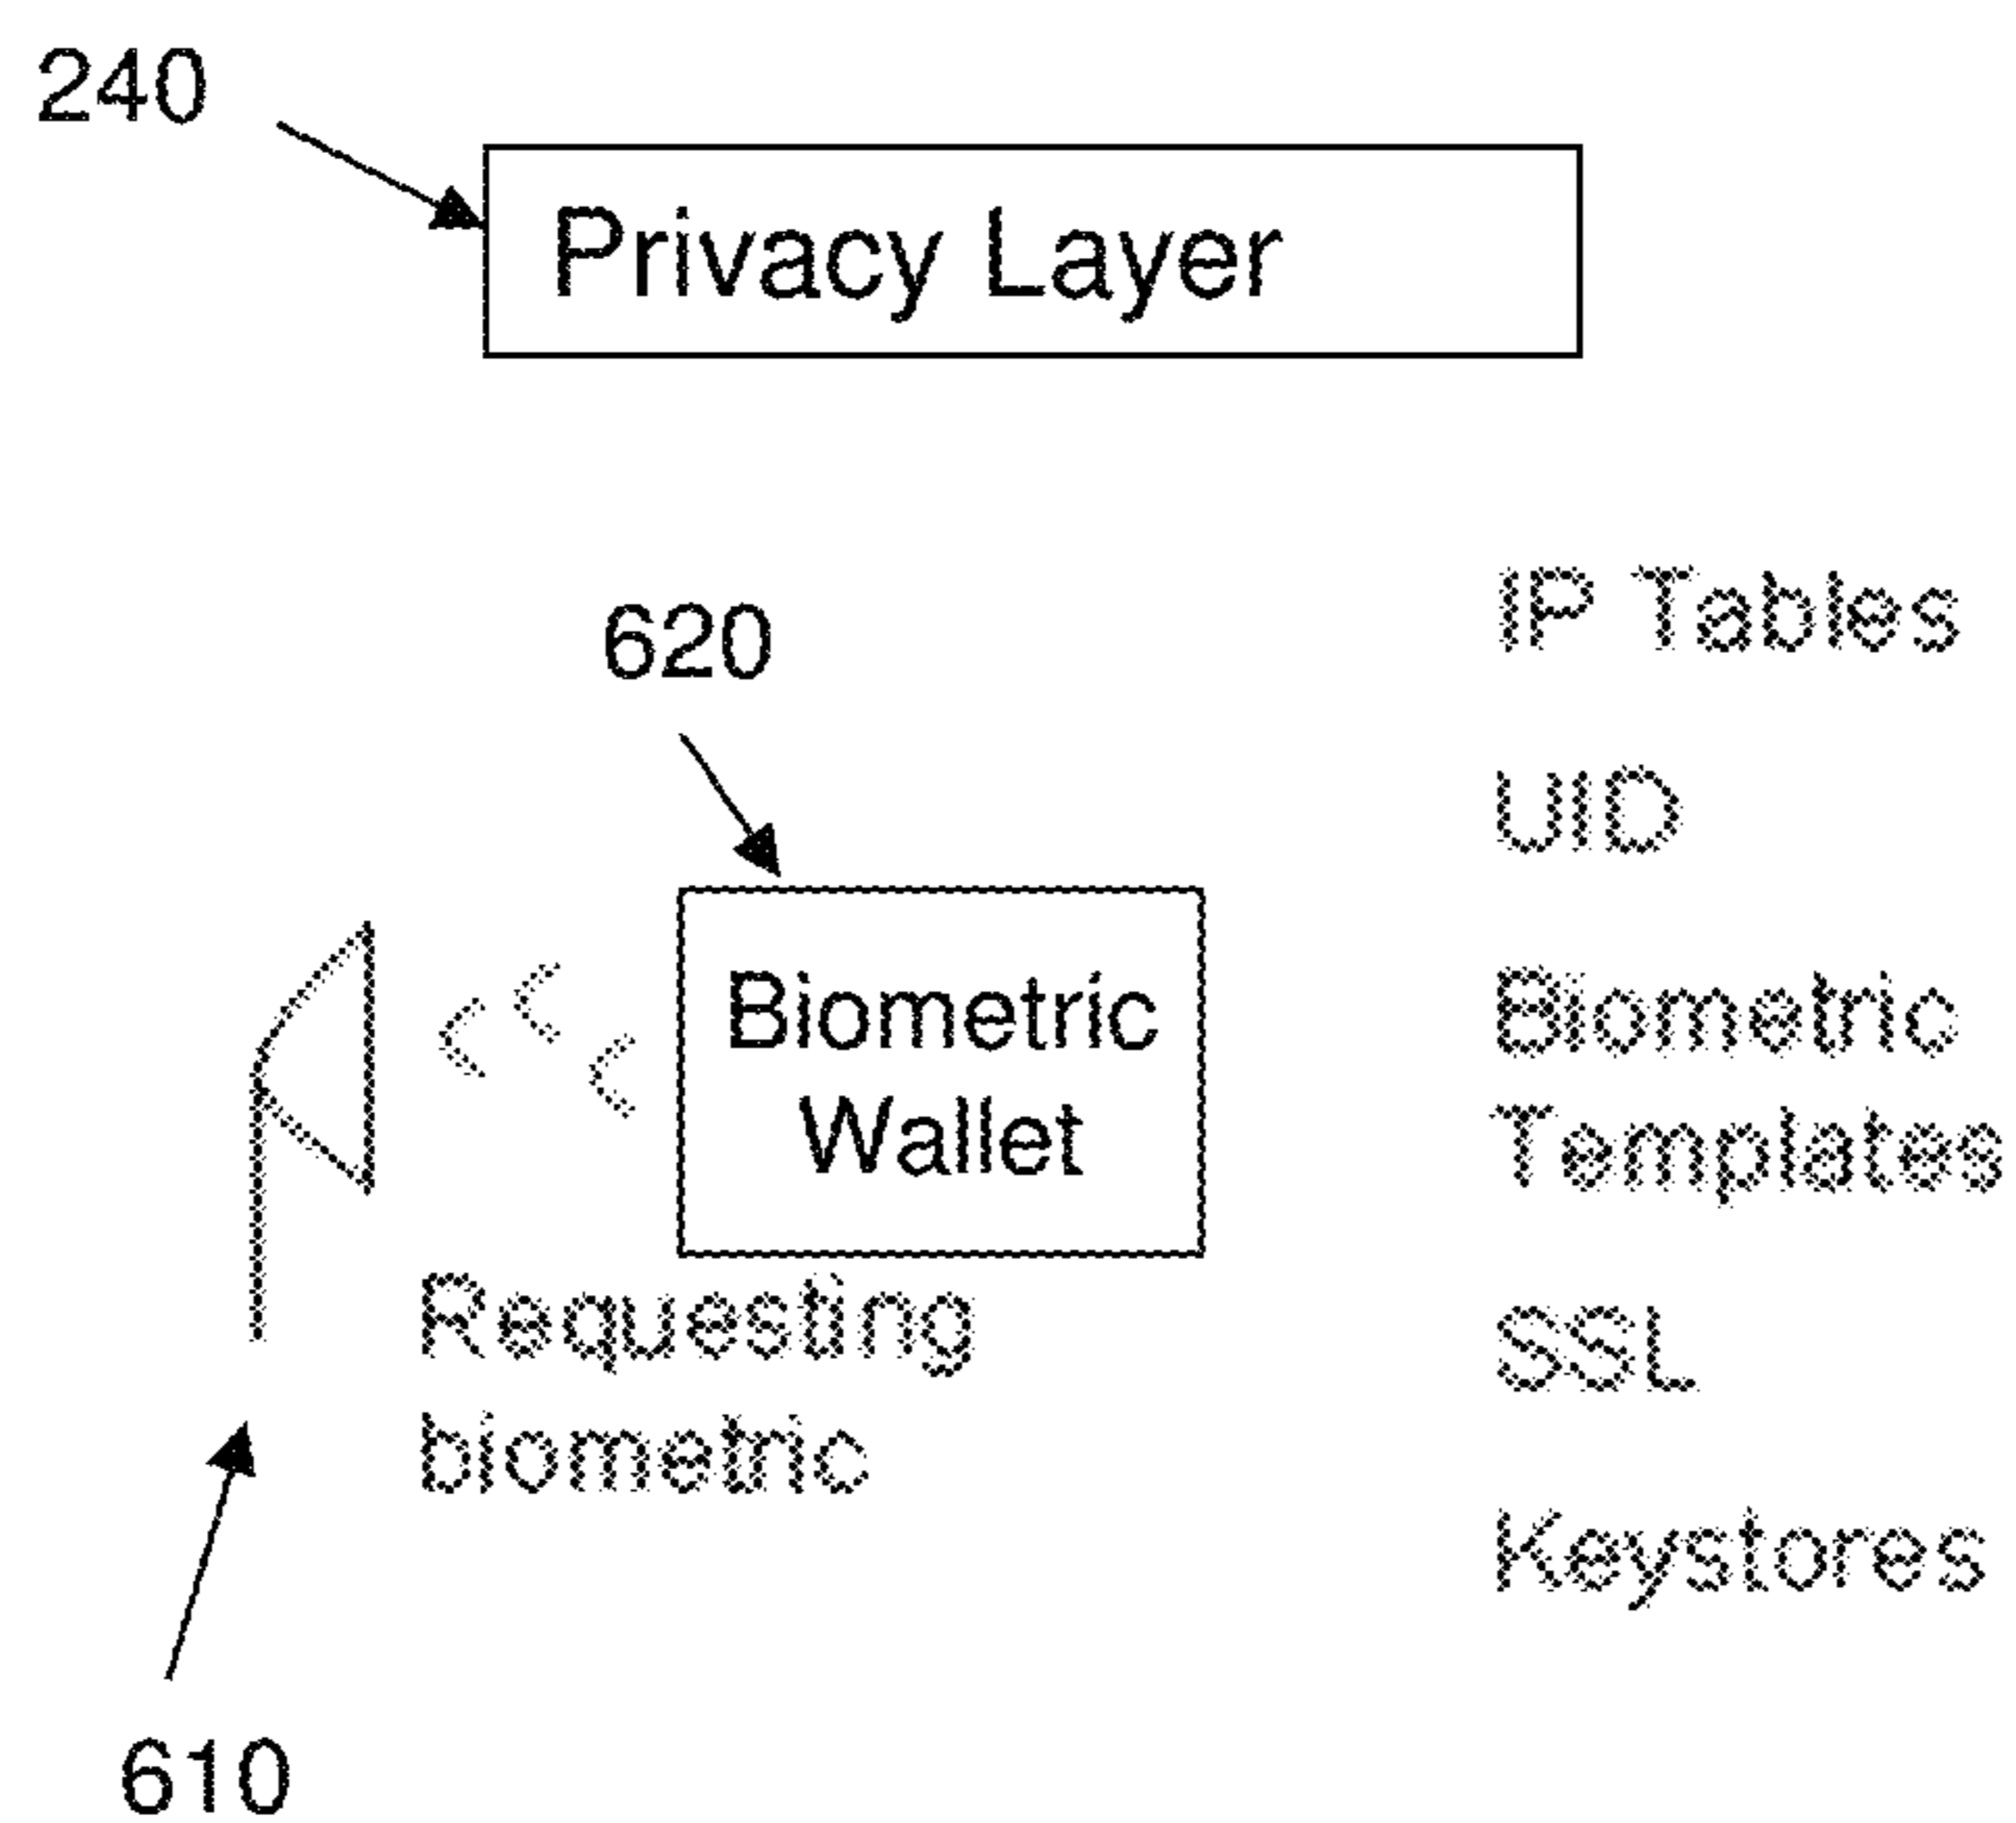 240
Privacy Layer
620
IP Tables
UID
Biometric
Wallet
Biometric
Templates
Requesting
biometric
SSL
Keystores
610